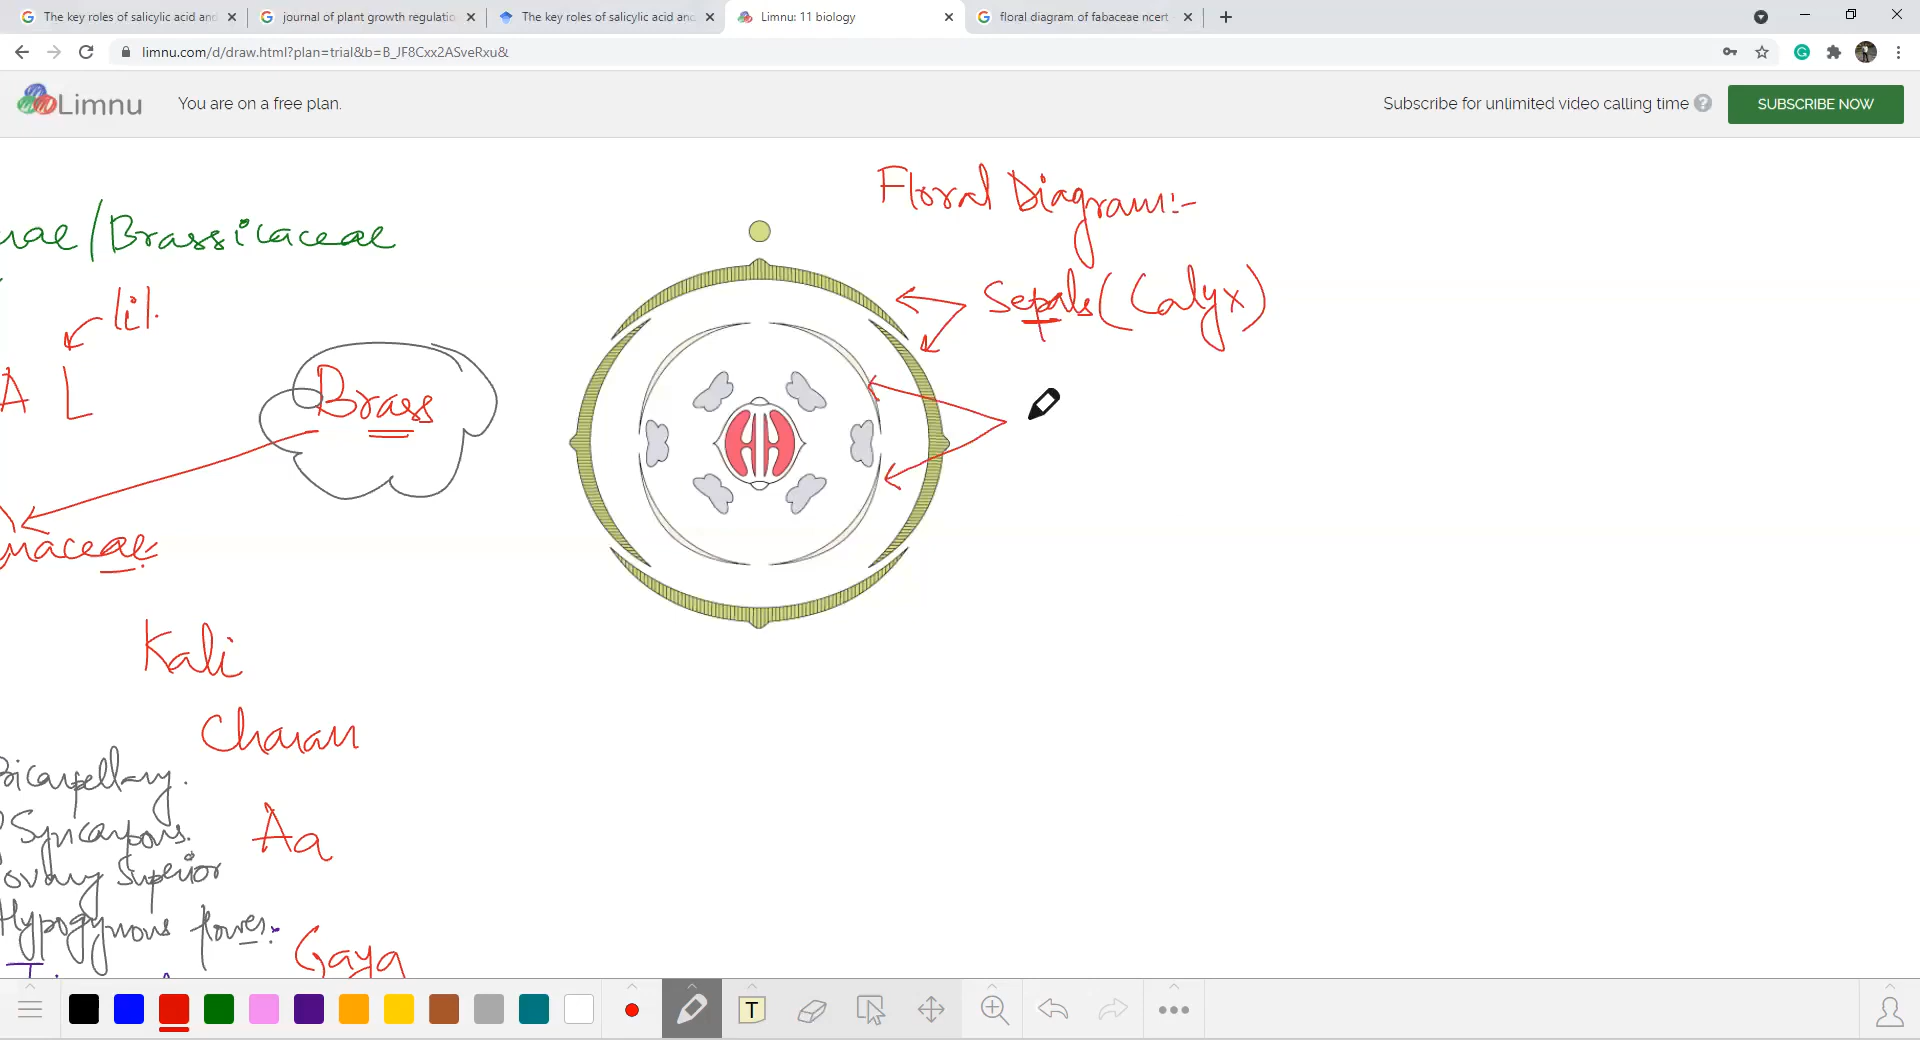 The key roles of salicylic acid and
journal of plant growth regulatio
The key roles of salicylic acid and
Limnu: 11 biology
floral diagram of fabaceae ncert
limnu.com/d/draw.html?plan=trial&b=B_JF8Cxx2ASveRxu&
Limnu
You are on a free plan.
Subscribe for unlimited video calling time
SUBSCRIBE NOW
Floral Diagram:-
/Brassicaceae
Sepals (Calyx)
A L
Brass
Kali
Charan
Bicarpellary.
Syncarpous.
Aa
ovary Superior
Hypogynous flowers:
Gaya
T